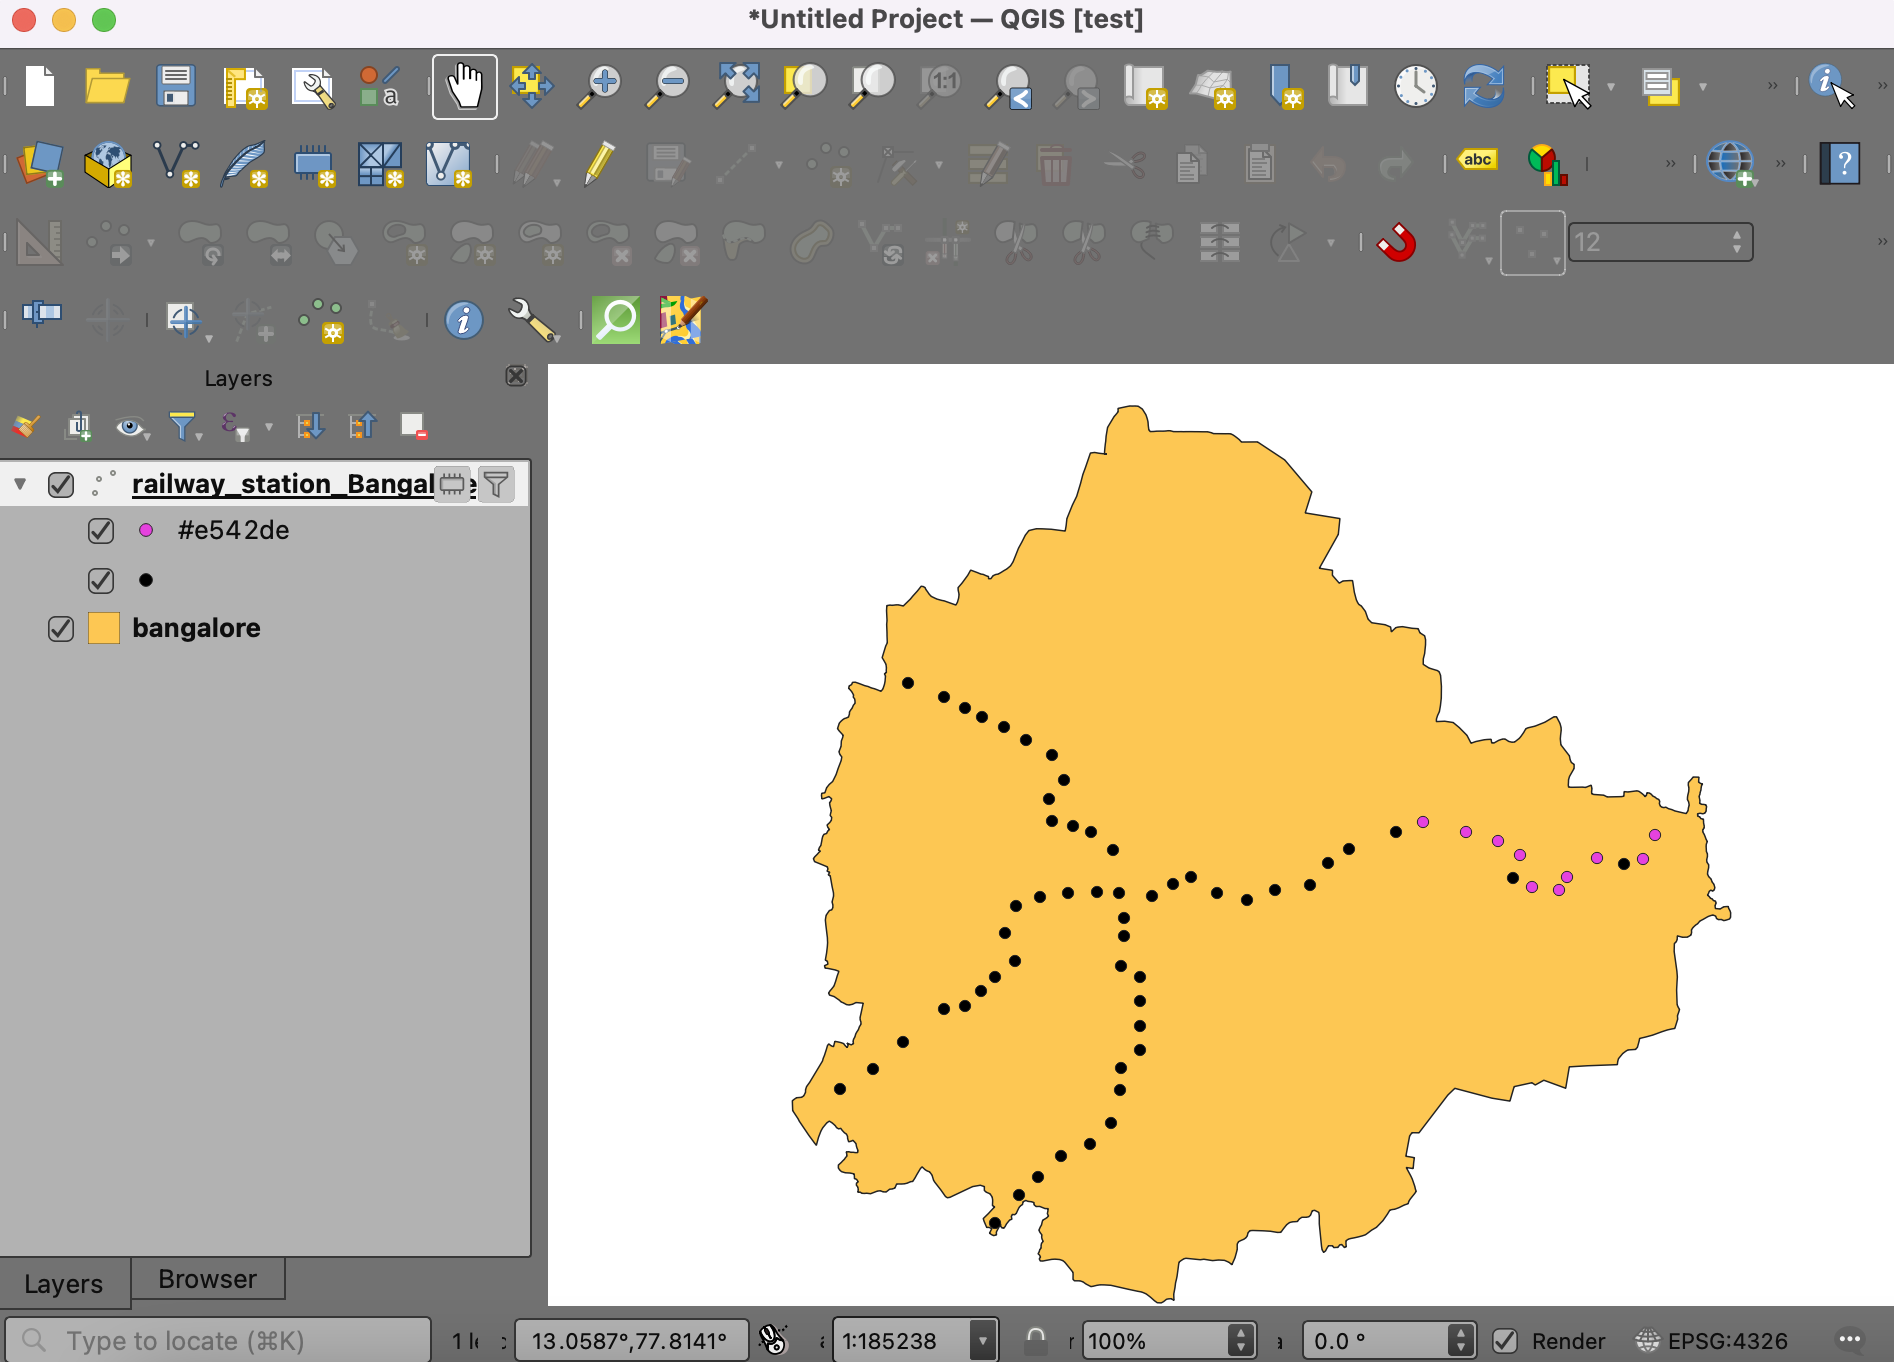 *Untitled Project — QGIS [test]
a
1:1
abc
?
12
Layers
railway_station_Bangal
#e542de
bangalore
Layers
Browser
Type to locate (⌘K)
13.0587°,77.8141°
1:185238
100%
0.0 °
Render
EPSG:4326